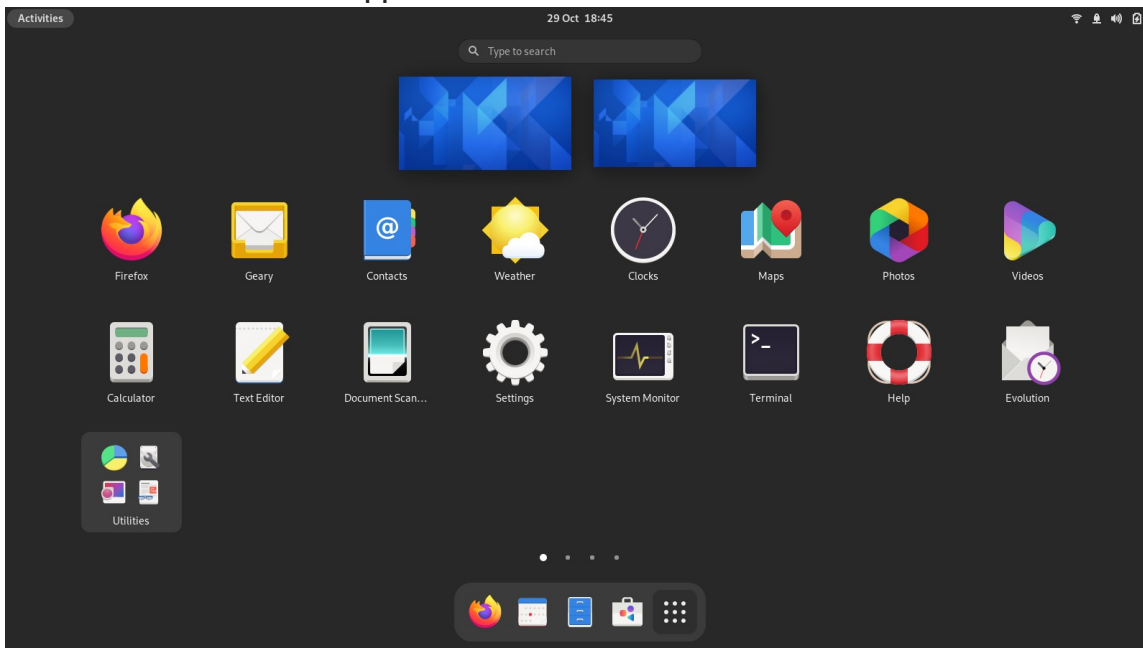 Activities
29 Oct 18:45
Type to search
Firefox
Geary
Contacts
Weather
Clocks
Maps
Photos
Videos
Calculator
Text Editor
Document Scan...
Settings
System Monitor
Terminal
Help
Evolution
Utilities